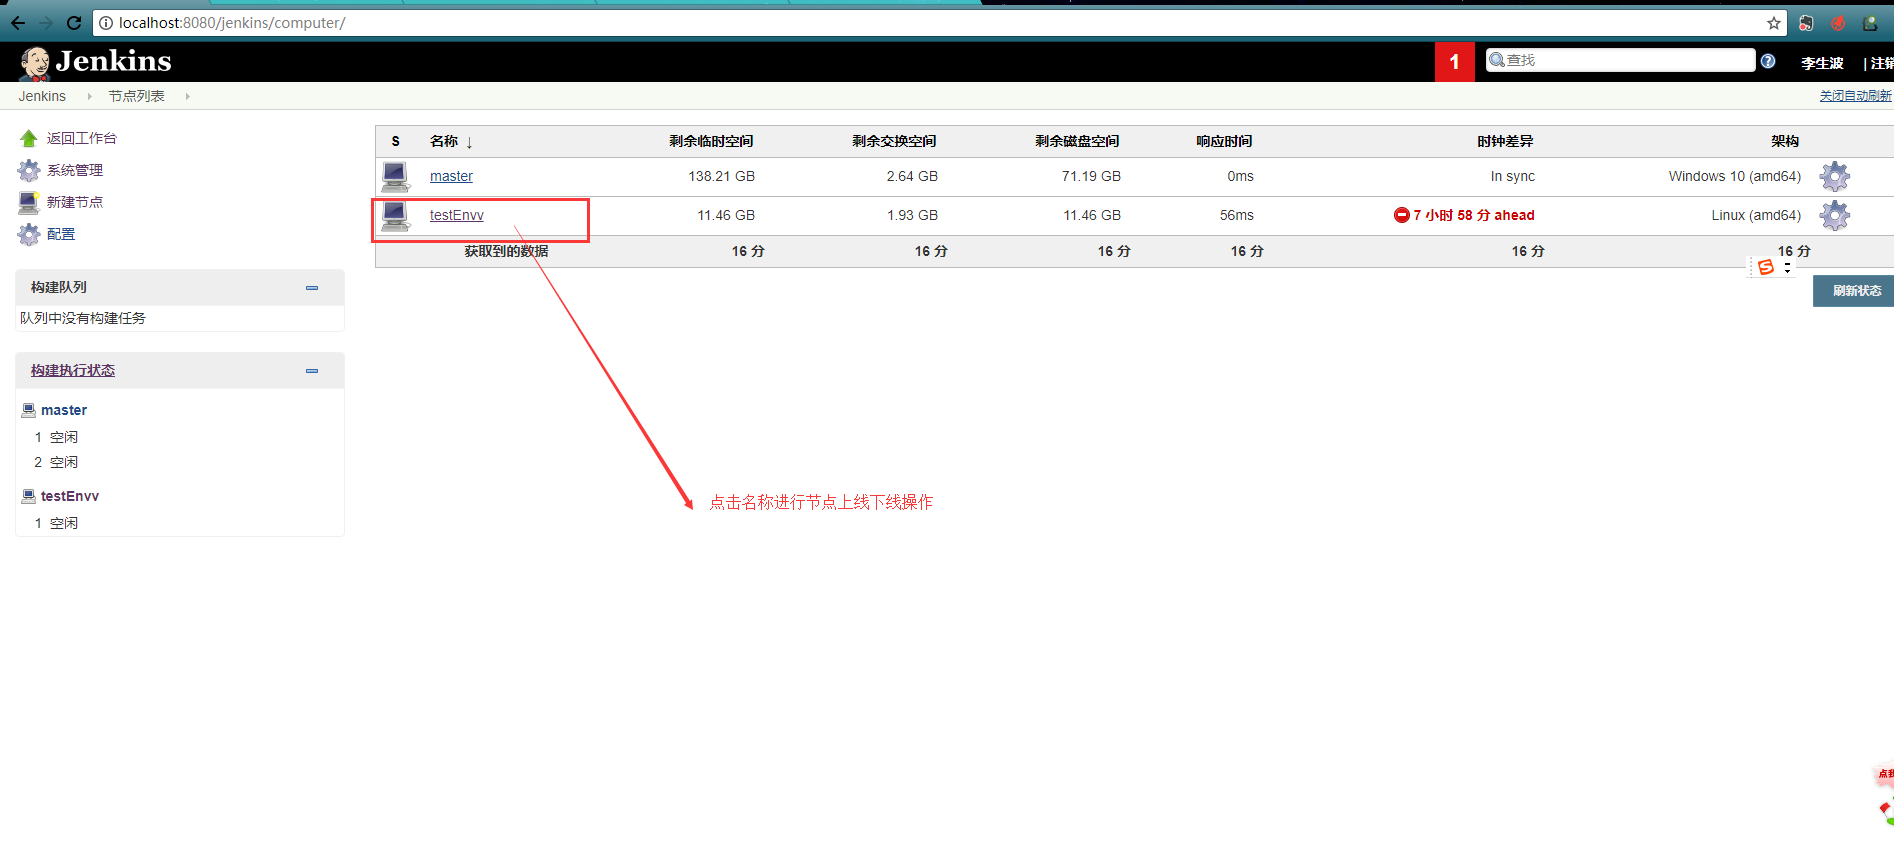 localhost:8080/jenkins/computer/
Jenkins
1
查找
李生波
| 注销
Jenkins
节点列表
关闭自动刷新
返回工作台
系统管理
新建节点
配置
构建队列
队列中没有构建任务
构建执行状态
master
1 空闲
2 空闲
testEnvv
1 空闲
S 名称 ↓ 剩余临时空间 剩余交换空间 剩余磁盘空间 响应时间 时钟差异 架构
master 138.21 GB 2.64 GB 71.19 GB 0ms In sync Windows 10 (amd64)
testEnvv 11.46 GB 1.93 GB 11.46 GB 56ms 7 小时 58 分 ahead Linux (amd64)
获取到的数据 16 分 16 分 16 分 16 分 16 分 16 分
刷新状态
点击名称进行节点上线下线操作